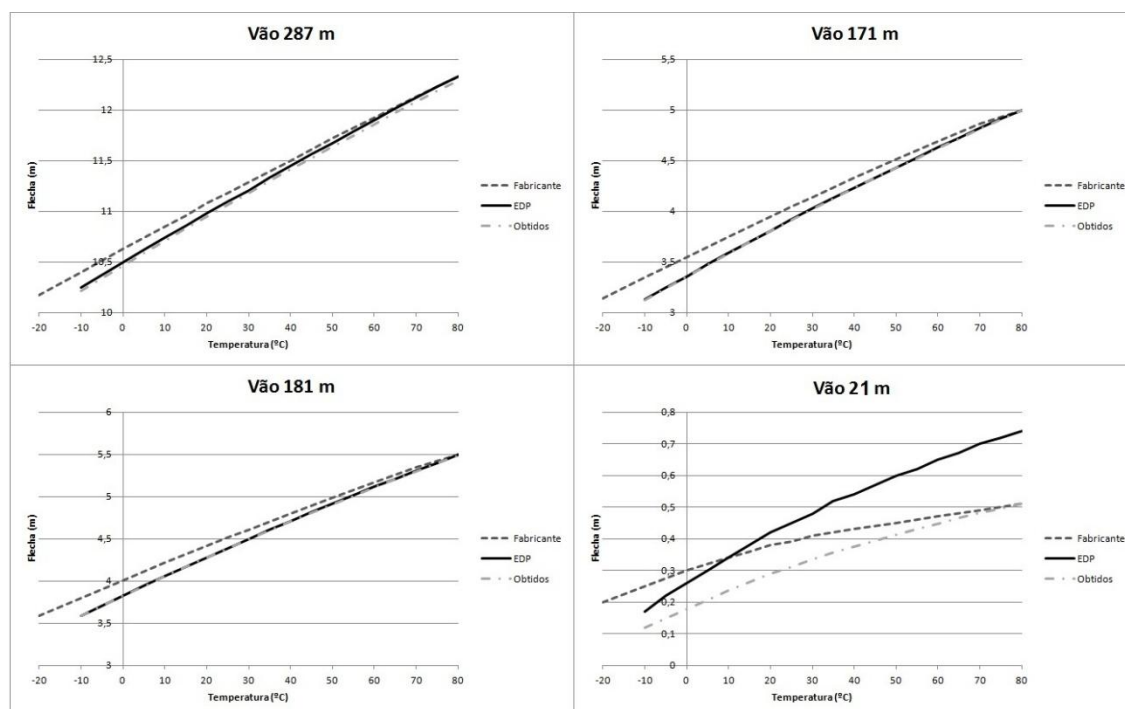 Vão 287 m
12,5
12
11,5
11
10,5
10
Flecha (m)
-20 -10 0 10 20 30 40 50 60 70 80
Temperatura (ºC)
Fabricante
EDP
Obtidos
Vão 171 m
5,5
5
4,5
4
3,5
3
Flecha (m)
-20 -10 0 10 20 30 40 50 60 70 80
Temperatura (ºC)
Fabricante
EDP
Obtidos
Vão 181 m
6
5,5
5
4,5
4
3,5
3
Flecha (m)
-20 -10 0 10 20 30 40 50 60 70 80
Temperatura (ºC)
Fabricante
EDP
Obtidos
Vão 21 m
0,8
0,7
0,6
0,5
0,4
0,3
0,2
0,1
0
Flecha (m)
-20 -10 0 10 20 30 40 50 60 70 80
Temperatura (ºC)
Fabricante
EDP
Obtidos